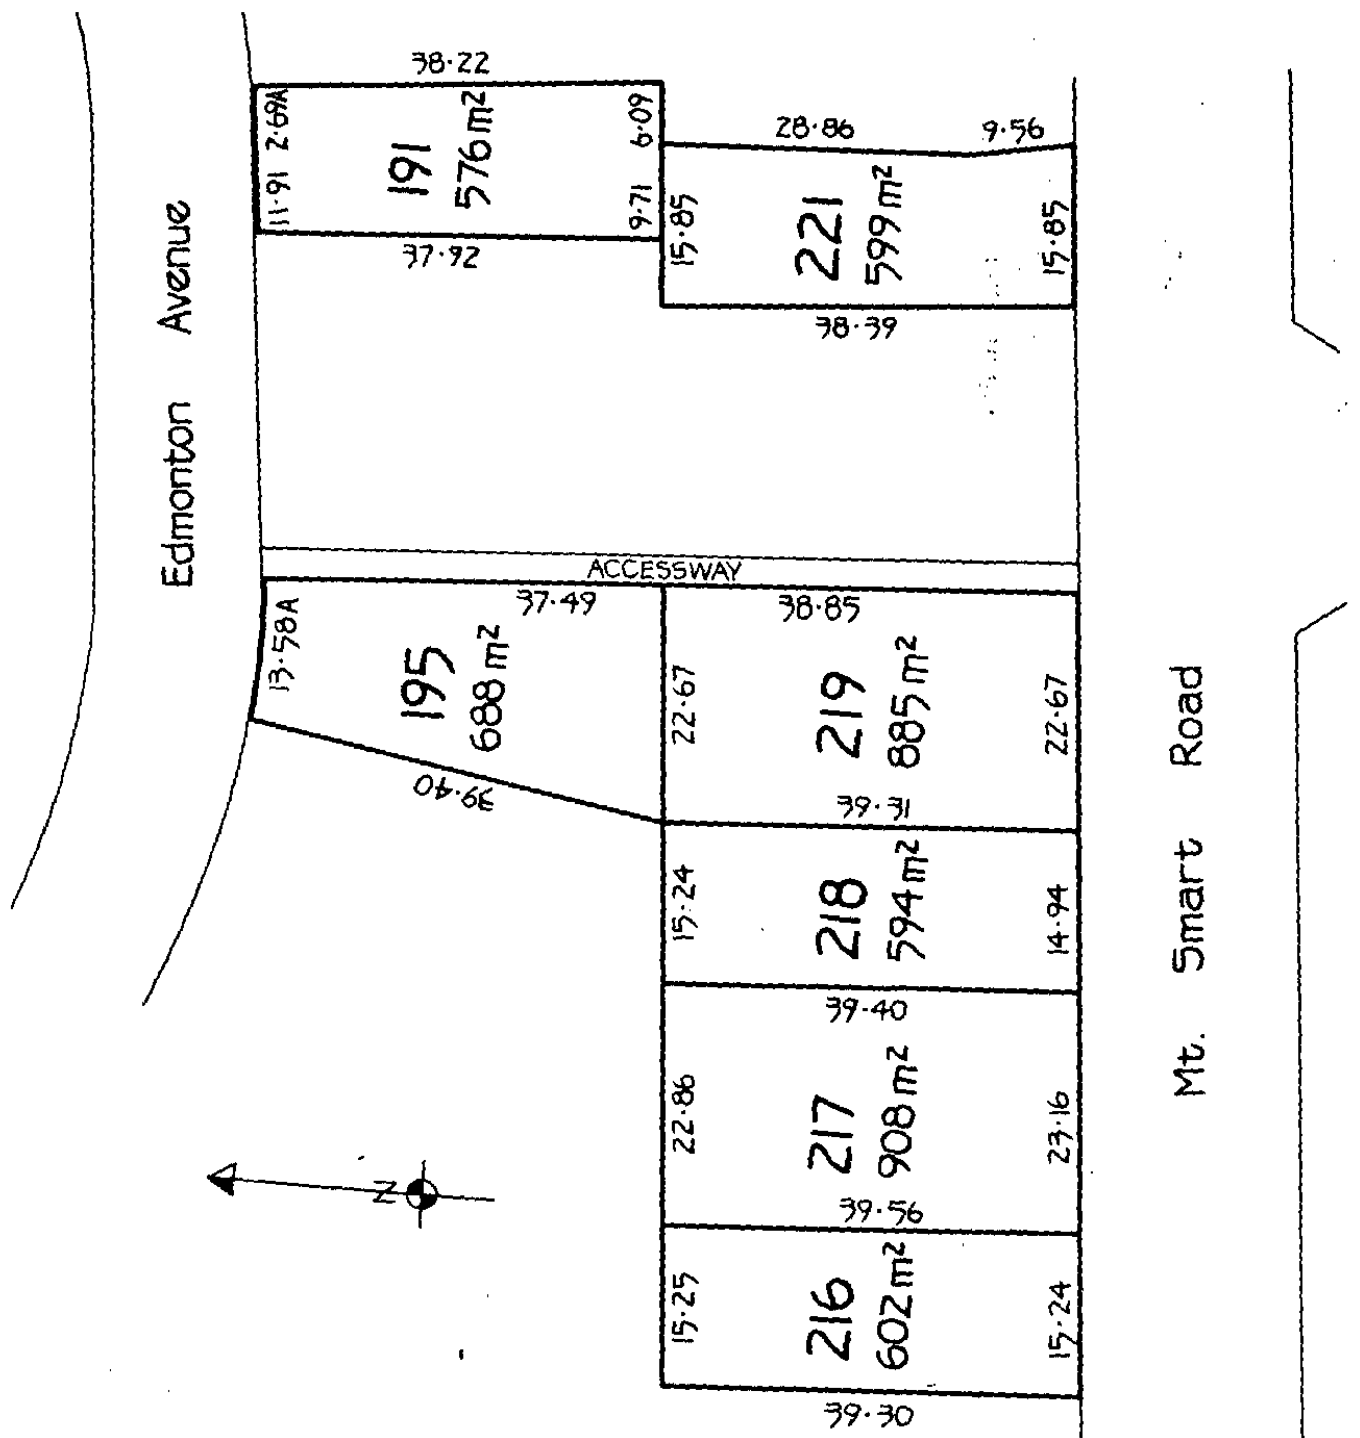 Edmonton Avenue
38·22
11·91 2·69A
191
576m²
9·71 6·09
37·92
28·86 9·56
15·85
221
599m²
15·85
38·39
ACCESSWAY
37·49
13·58A
195
688m²
39·40
38·85
22·67
219
885m²
22·67
39·31
15·24
218
594m²
14·94
39·40
22·86
217
908m²
23·16
39·56
15·25
216
602m²
15·24
39·30
Mt. Smart Road
N